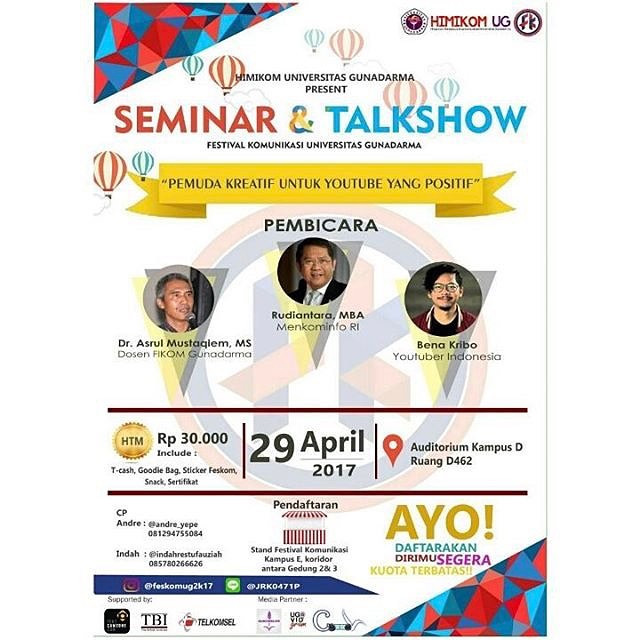 HIMIKOM UG
HIMIKOM UNIVERSITAS GUNADARMA
PRESENT
SEMINAR & TALKSHOW
FESTIVAL KOMUNIKASI UNIVERSITAS GUNADARMA
"PEMUDA KREATIF UNTUK YOUTUBE YANG POSITIF"
PEMBICARA
Dr. Asrul Mustaqiem, MS
Dosen FIKOM Gunadarma
Rudiantara, MBA
Menkominfo RI
Bena Kribo
Youtuber Indonesia
HTM
Rp 30.000
Include :
T-cash, Goodie Bag, Sticker Feskom,
Snack, Sertifikat
29 April
2017
Auditorium Kampus D
Ruang D462
CP
Andre : @andre_yepe
081294755084
Indah : @indahrestufauziah
085780266626
Pendaftaran
Stand Festival Komunikasi
Kampus E, koridor
antara Gedung 2& 3
AYO!
DAFTARAKAN
DIRIMU SEGERA
KUOTA TERBATAS!!
@feskomug2k17
@JRK0471P
Supported by:
TBI
TELKOMSEL
Media Partner :